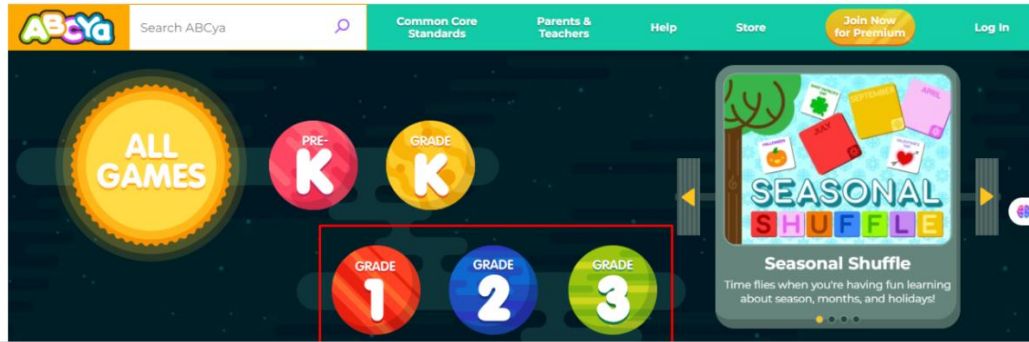 ABCya
Search ABCya
Common Core
Standards
Parents &
Teachers
Help
Store
Join Now
for Premium
Log In
ALL
GAMES
PRE-
K
GRADE
K
GRADE
1
GRADE
2
GRADE
3
SEPTEMBER
APRIL
JULY
SEASONAL
SHUFFLE
Seasonal Shuffle
Time flies when you're having fun learning
about season, months, and holidays!